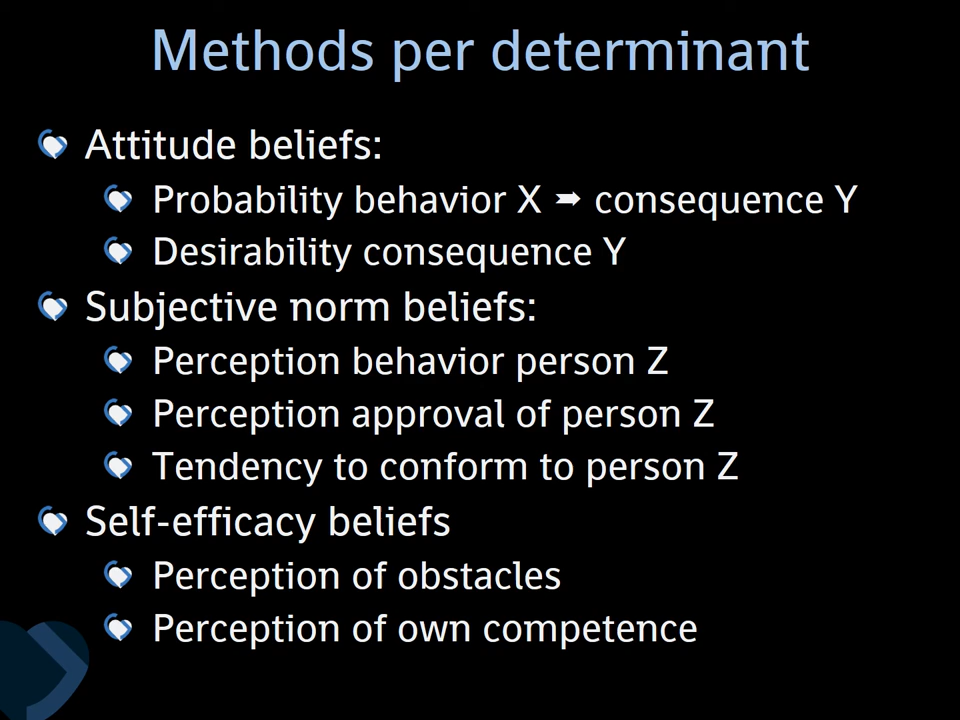 Methods per determinant
Attitude beliefs:
Probability behavior X ➨ consequence Y
Desirability consequence Y
Subjective norm beliefs:
Perception behavior person Z
Perception approval of person Z
Tendency to conform to person Z
Self-efficacy beliefs
Perception of obstacles
Perception of own competence